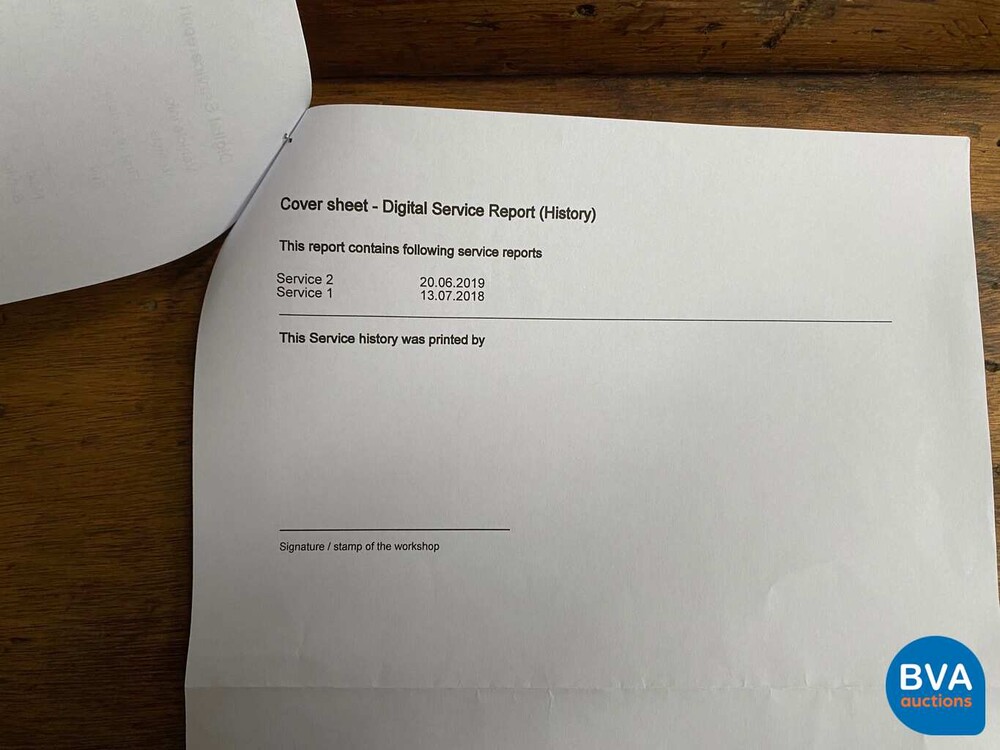 Cover sheet - Digital Service Report (History)
This report contains following service reports
Service 2 20.06.2019
Service 1 13.07.2018
This Service history was printed by
Signature / stamp of the workshop
BVA
auctions